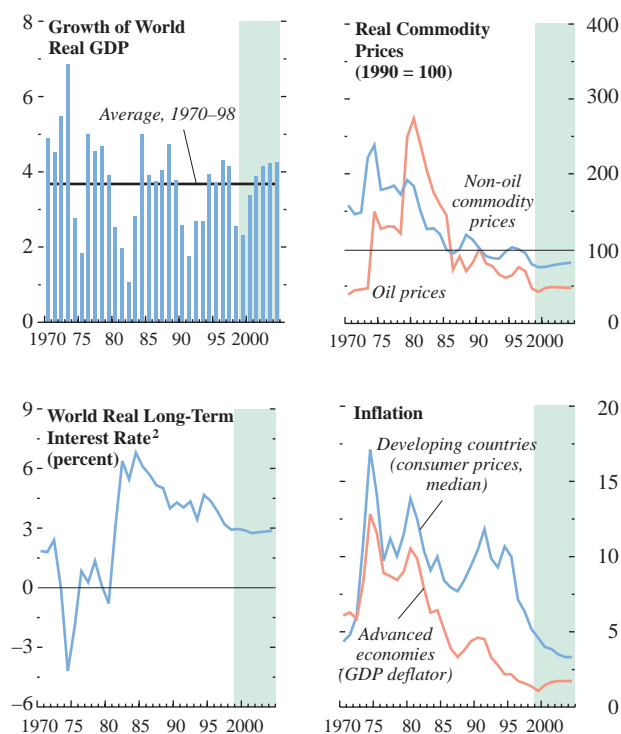 Growth of World
Real GDP
8
6
4
2
0
Average, 1970–98
1970 75 80 85 90 95 2000
Real Commodity
Prices
(1990 = 100)
400
300
200
100
0
Non-oil
commodity
prices
Oil prices
1970 75 80 85 90 95 2000
World Real Long-Term
Interest Rate²
(percent)
9
6
3
0
–3
–6
1970 75 80 85 90 95 2000
Inflation
20
15
10
5
0
Developing countries
(consumer prices,
median)
Advanced
economies
(GDP deflator)
1970 75 80 85 90 95 2000